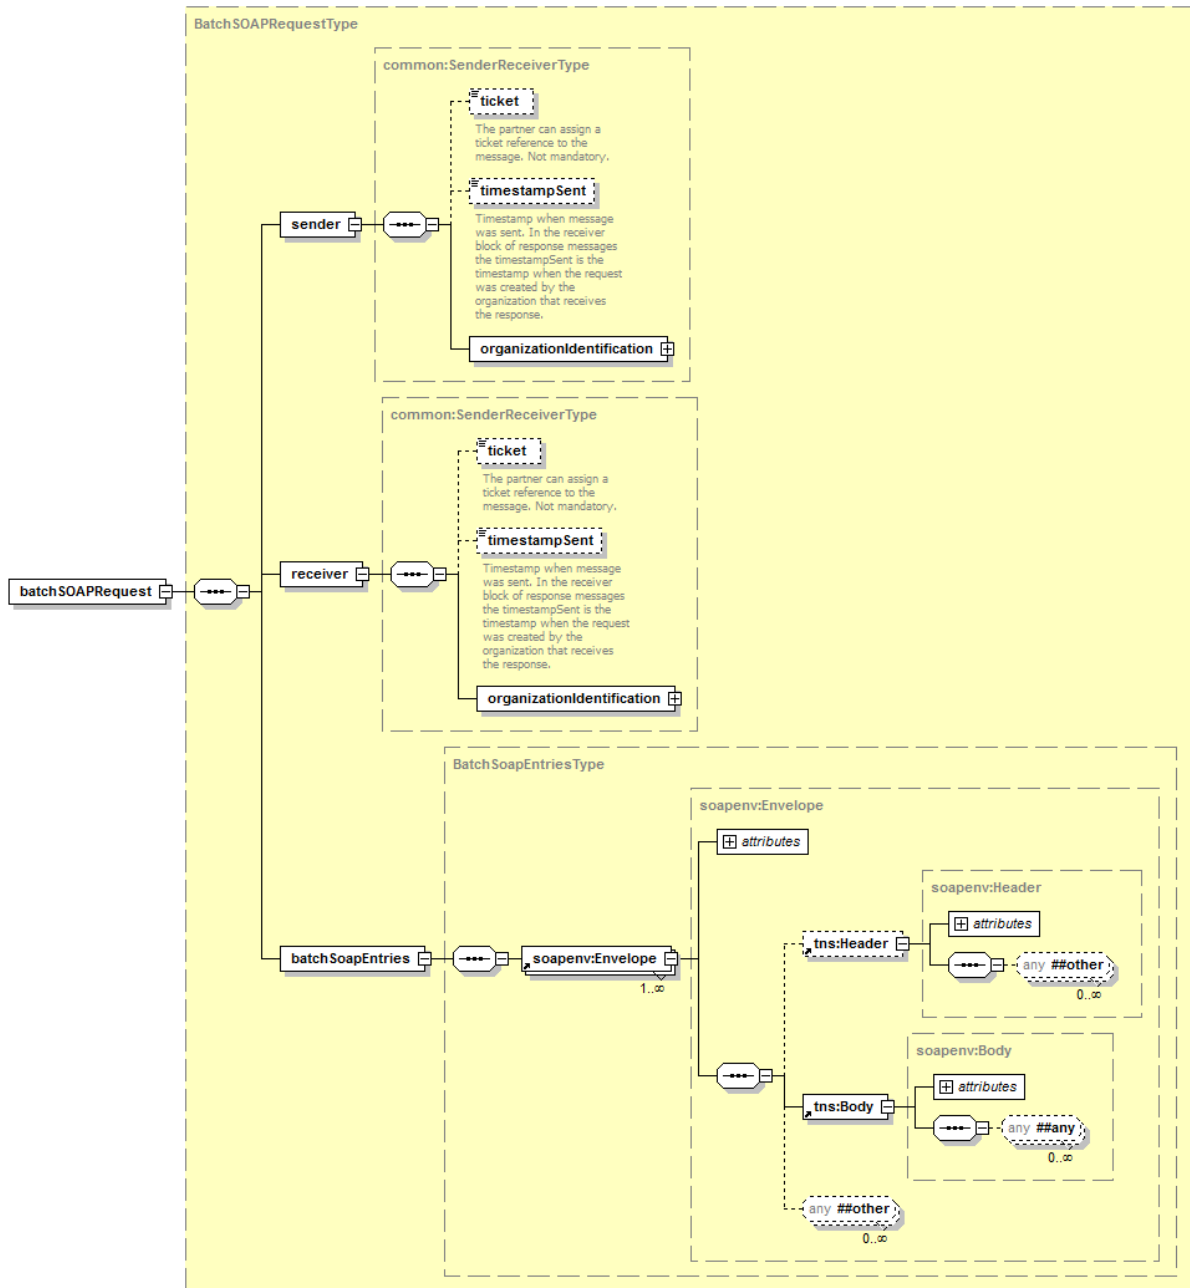 BatchSOAPRequestType
common:SenderReceiverType
ticket
The partner can assign a
ticket reference to the
message. Not mandatory.
timestampSent
Timestamp when message
was sent. In the receiver
block of response messages
the timestampSent is the
timestamp when the request
was created by the
organization that receives
the response.
sender
organizationIdentification
common:SenderReceiverType
ticket
The partner can assign a
ticket reference to the
message. Not mandatory.
timestampSent
Timestamp when message
was sent. In the receiver
block of response messages
the timestampSent is the
timestamp when the request
was created by the
organization that receives
the response.
receiver
batchSOAPRequest
organizationIdentification
BatchSoapEntriesType
soapenv:Envelope
attributes
soapenv:Header
attributes
tns:Header
any ##other
0..∞
batchSoapEntries
soapenv:Envelope
1..∞
soapenv:Body
attributes
tns:Body
any ##any
0..∞
any ##other
0..∞